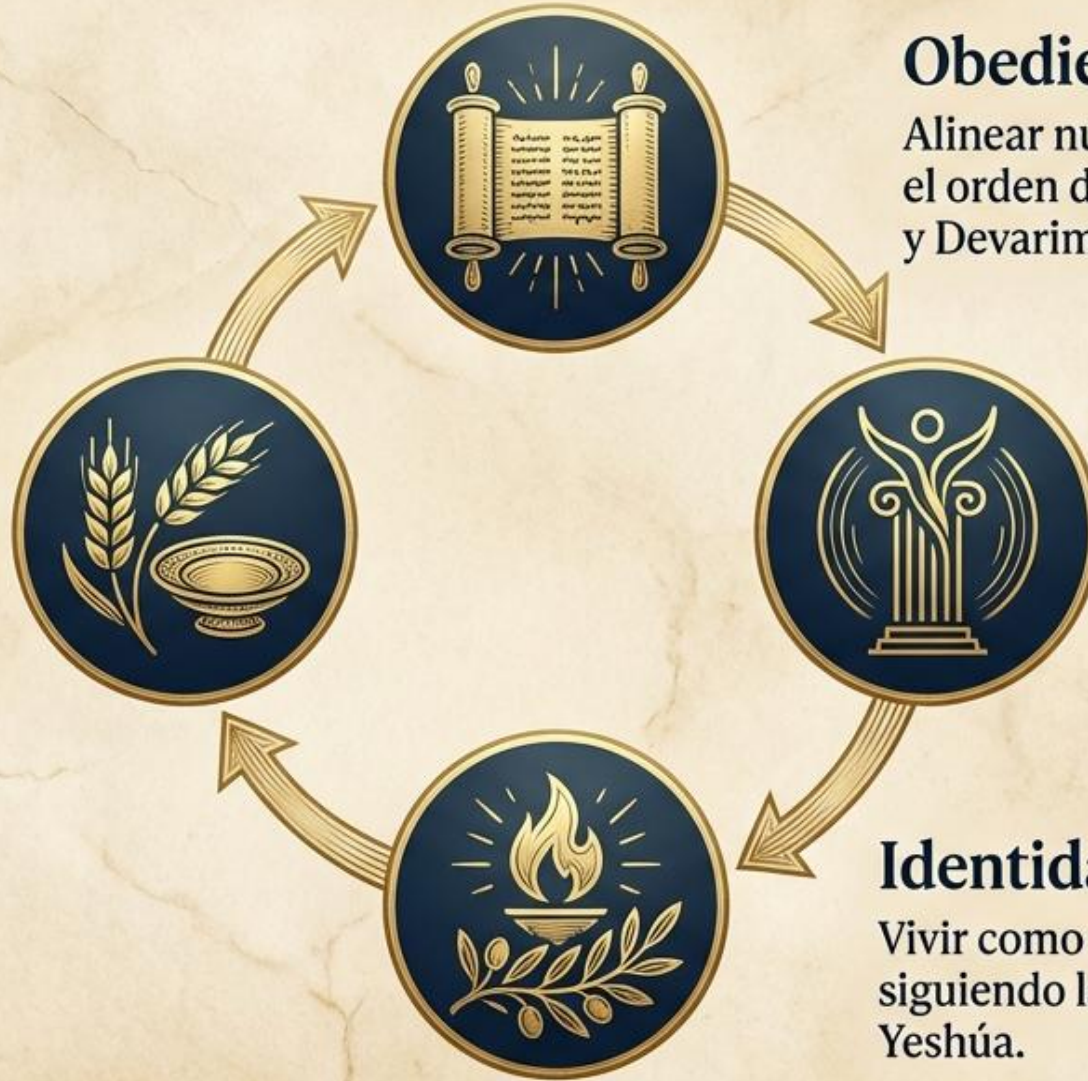 Obedie
Alinear nu
el orden d
y Devarim
Identida
Vivir como
siguiendo l
Yeshúa.